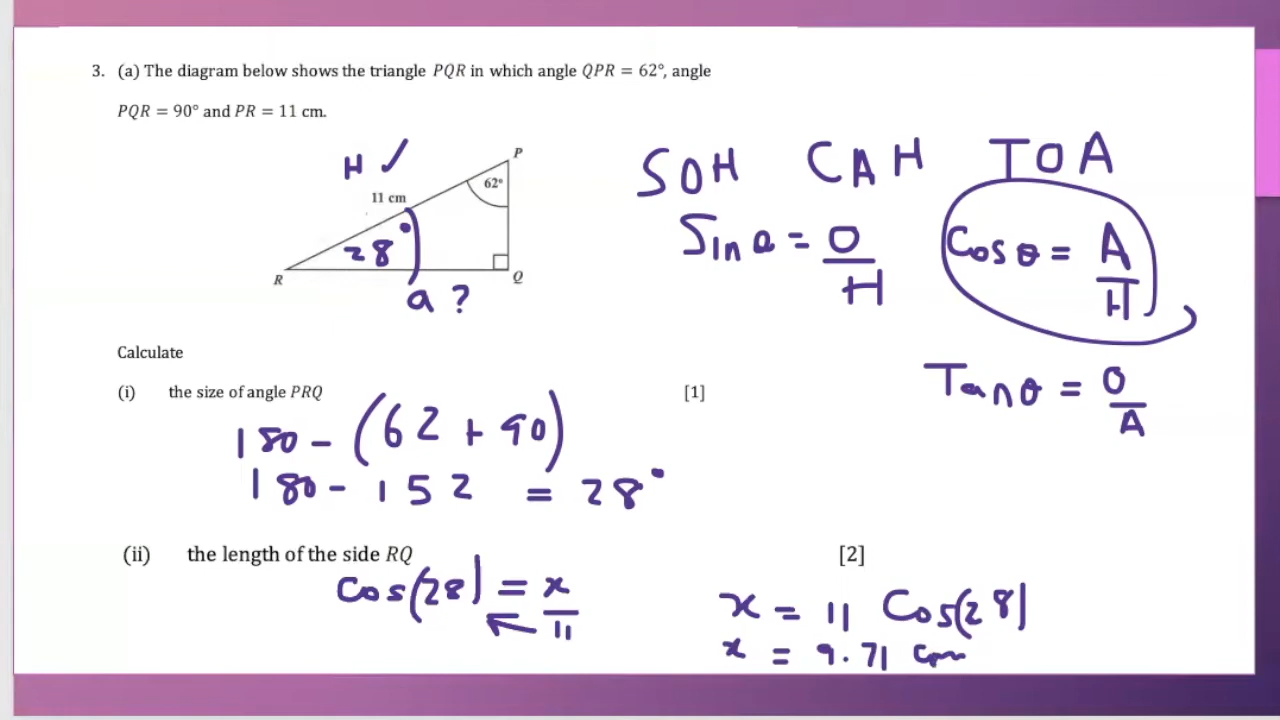 3. (a) The diagram below shows the triangle PQR in which angle QPR = 62°, angle
PQR = 90° and PR = 11 cm.
H ✓
P
62°
11 cm
28°
R
Q
a ?
SOH CAH TOA
Sin θ = O/H
Cos θ = A/H
Tan θ = O/A
Calculate
(i) the size of angle PRQ [1]
180 - (62 + 90)
180 - 152 = 28°
(ii) the length of the side RQ [2]
Cos(28) = x/11
x = 11 Cos(28)
x = 9.71 cm